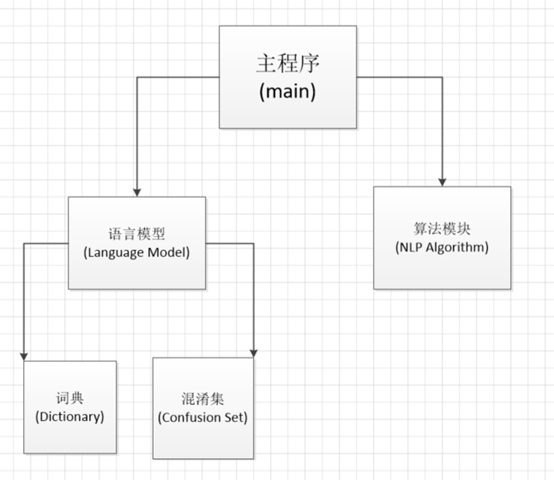 主程序
(main)
语言模型
(Language Model)
算法模块
(NLP Algorithm)
词典
(Dictionary)
混淆集
(Confusion Set)